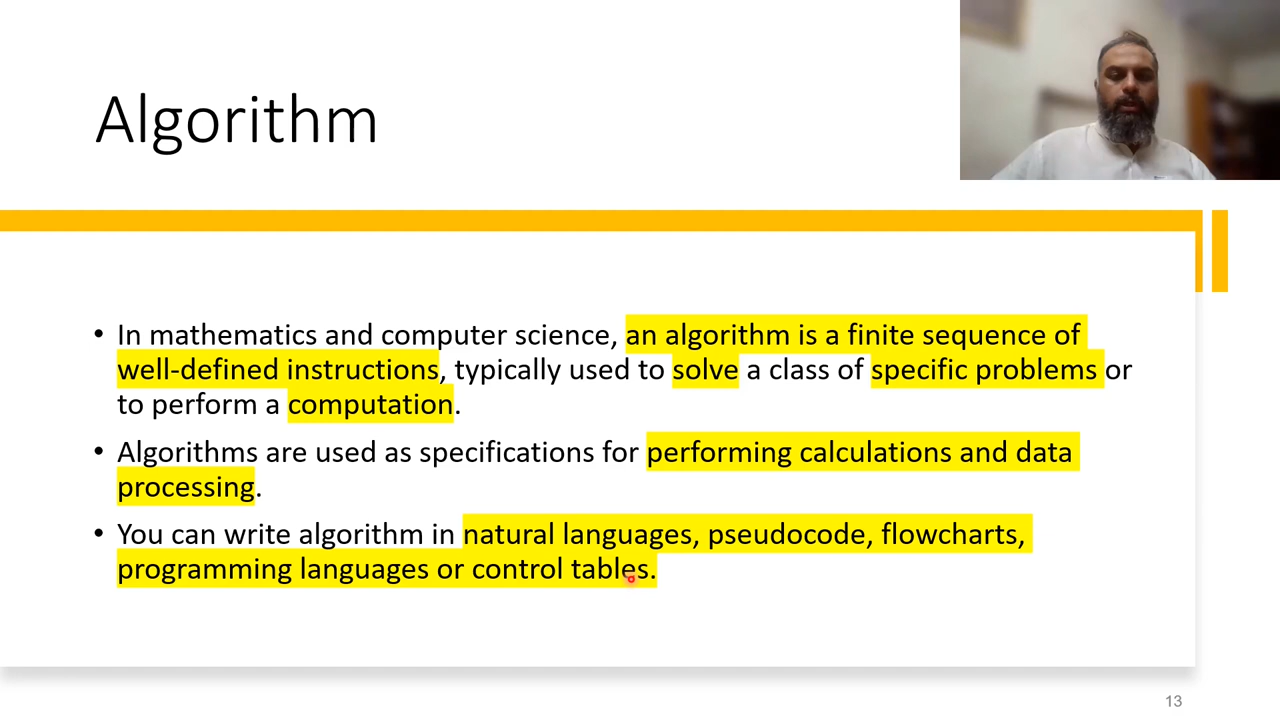 Algorithm
• In mathematics and computer science, an algorithm is a finite sequence of
well-defined instructions, typically used to solve a class of specific problems or
to perform a computation.
• Algorithms are used as specifications for performing calculations and data
processing.
• You can write algorithm in natural languages, pseudocode, flowcharts,
programming languages or control tables.
13